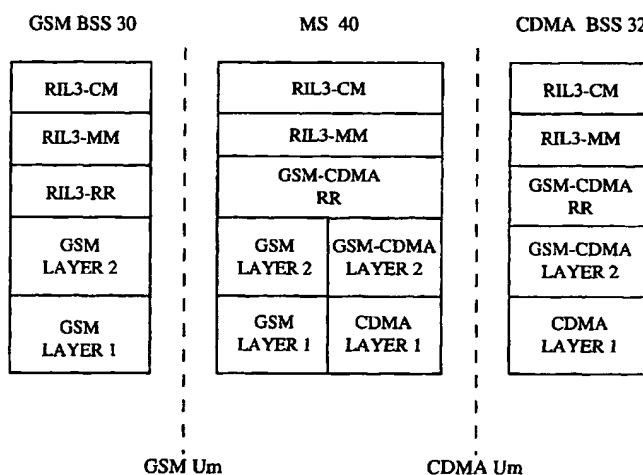 GSM BSS 30
MS 40
CDMA BSS 32
RIL3-CM
RIL3-MM
RIL3-RR
GSM
LAYER 2
GSM
LAYER 1
RIL3-CM
RIL3-MM
GSM-CDMA
RR
GSM
LAYER 2
GSM-CDMA
LAYER 2
GSM
LAYER 1
CDMA
LAYER 1
RIL3-CM
RIL3-MM
GSM-CDMA
RR
GSM-CDMA
LAYER 2
CDMA
LAYER 1
GSM Um
CDMA Um